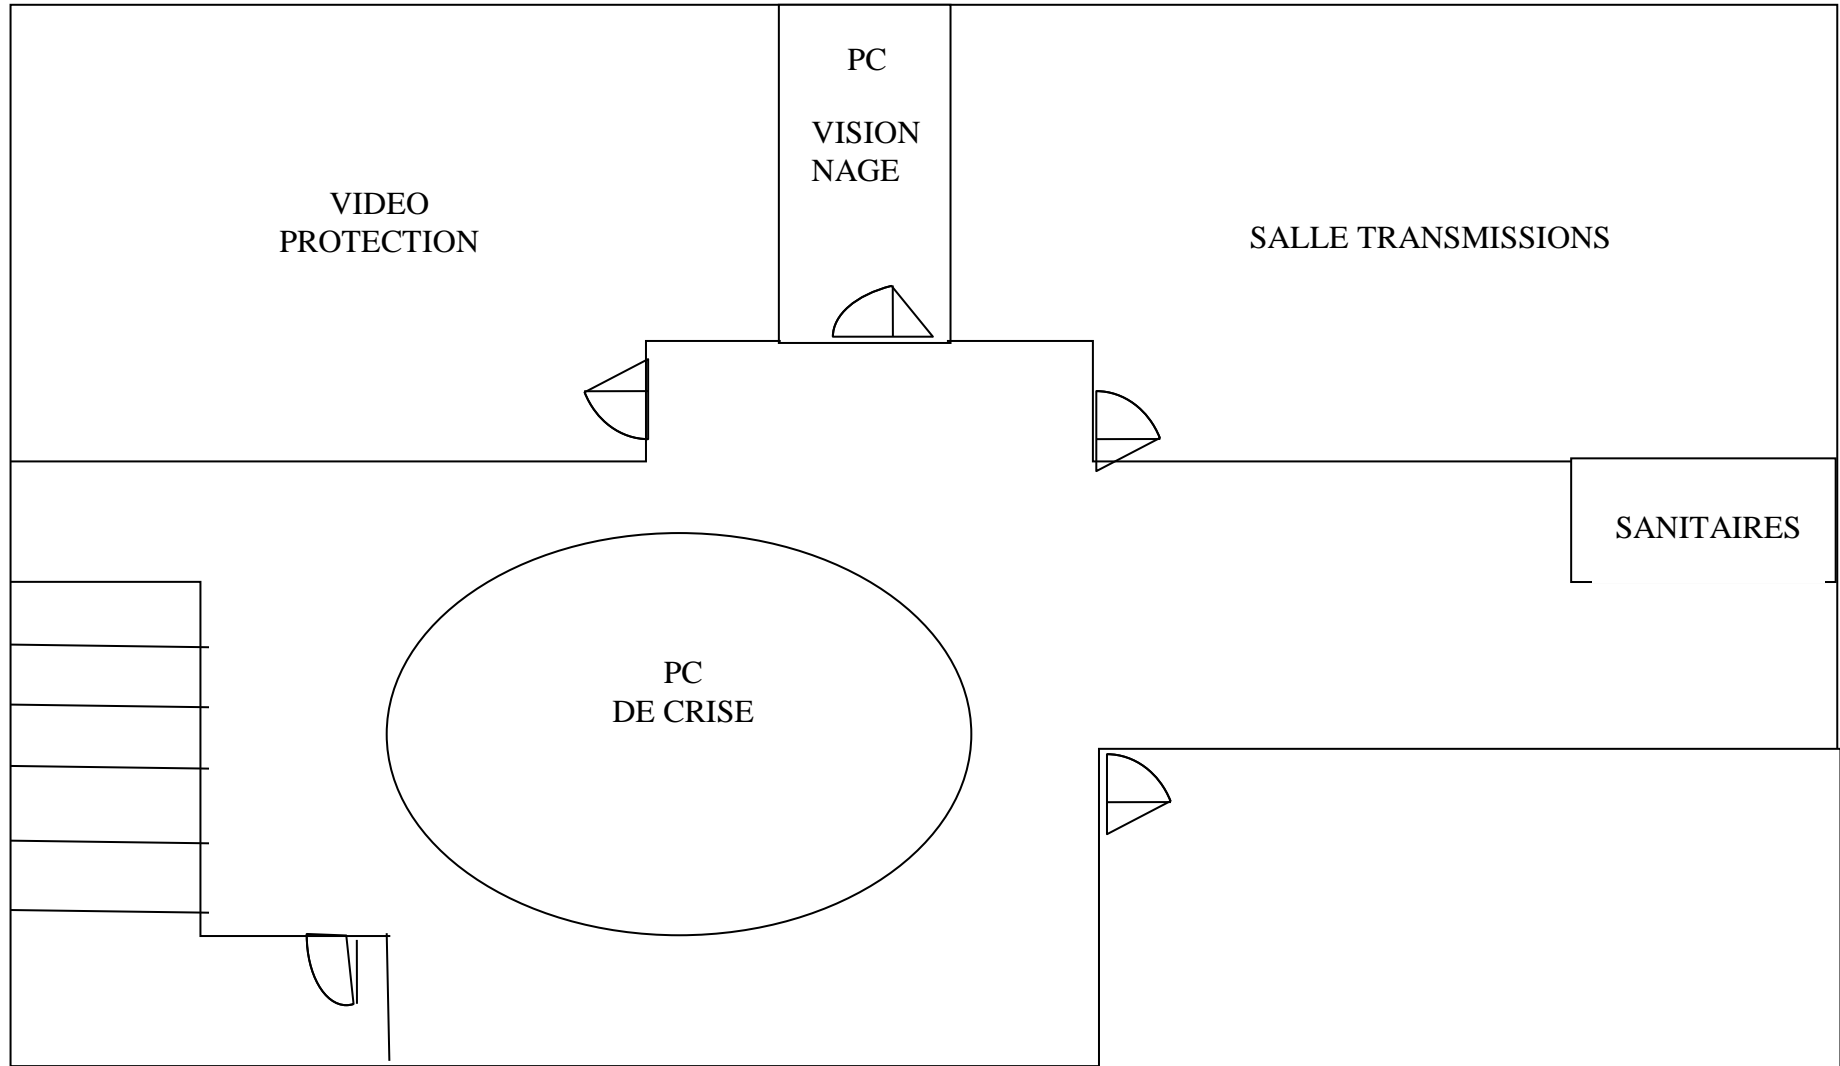 PC
VISION
NAGE
VIDEO
PROTECTION
SALLE TRANSMISSIONS
SANITAIRES
PC
DE CRISE